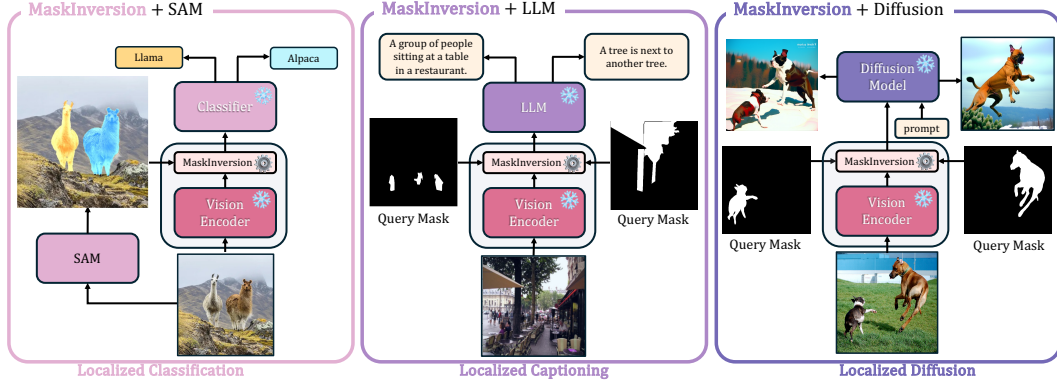 MaskInversion + SAM
Llama
Alpaca
Classifier
MaskInversion
Vision
Encoder
SAM
Localized Classification
MaskInversion + LLM
A group of people
sitting at a table
in a restaurant.
A tree is next to
another tree.
LLM
MaskInversion
Query Mask
Query Mask
Vision
Encoder
Localized Captioning
MaskInversion + Diffusion
Diffusion
Model
prompt
MaskInversion
Vision
Encoder
Query Mask
Query Mask
Localized Diffusion